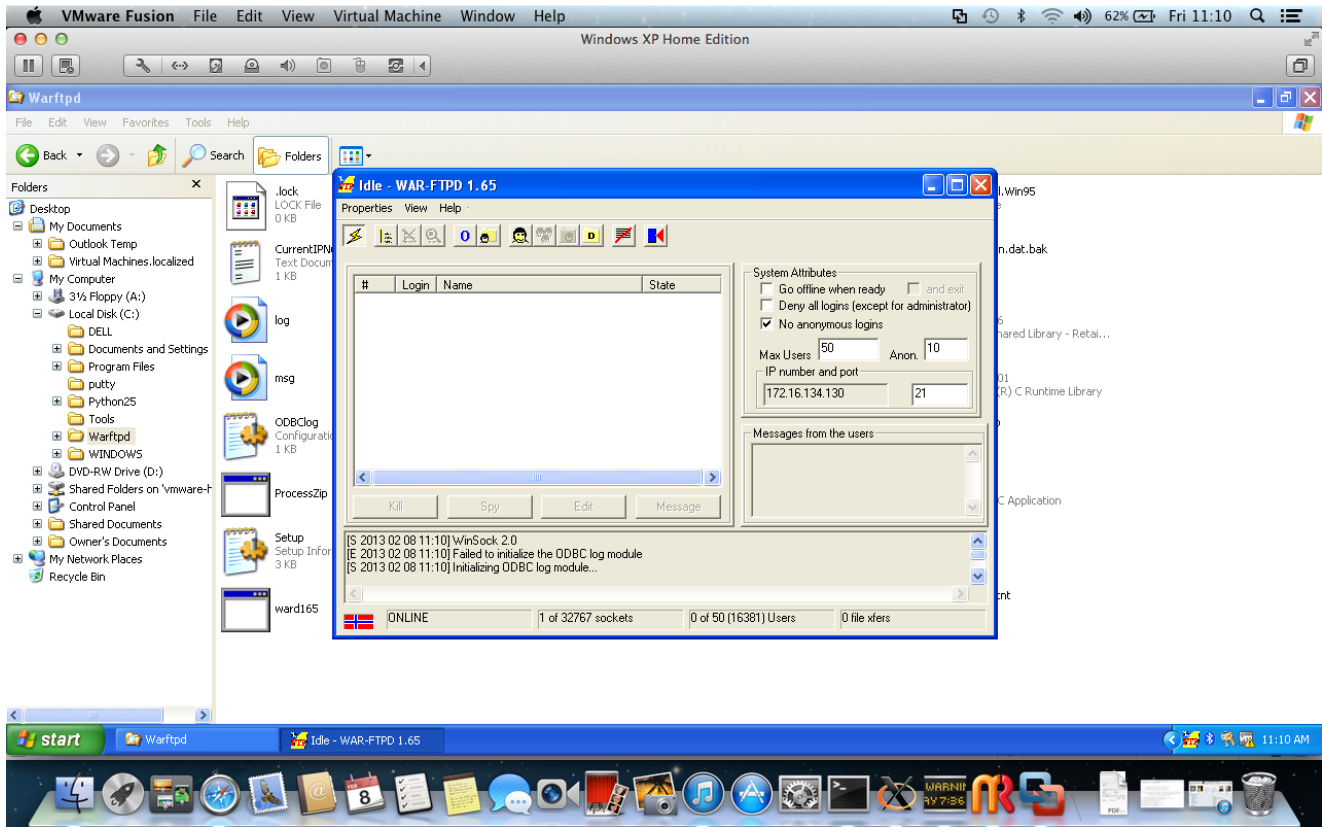 VMware Fusion File Edit View Virtual Machine Window Help 62% Fri 11:10
Windows XP Home Edition
Warftpd
File Edit View Favorites Tools Help
Back Search Folders
Folders
Desktop
My Documents
Outlook Temp
Virtual Machines.localized
My Computer
3½ Floppy (A:)
Local Disk (C:)
DELL
Documents and Settings
Program Files
putty
Python25
Tools
Warftpd
WINDOWS
DVD-RW Drive (D:)
Shared Folders on 'vmware-h
Control Panel
Shared Documents
Owner's Documents
My Network Places
Recycle Bin
.lock
LOCK File
0 KB
CurrentIPN
Text Docum
1 KB
log
msg
ODBClog
Configuratio
1 KB
ProcessZip
Setup
Setup Infor
3 KB
ward165
Idle - WAR-FTPD 1.65
Properties View Help
0 D
# Login Name State
Kill Spy Edit Message
System Attributes
Go offline when ready and exit
Deny all logins (except for administrator)
No anonymous logins
Max Users 50 Anon. 10
IP number and port
172.16.134.130 21
Messages from the users
[S 2013 02 08 11:10] WinSock 2.0
[E 2013 02 08 11:10] Failed to initialize the ODBC log module
[S 2013 02 08 11:10] Initializing ODBC log module...
ONLINE 1 of 32767 sockets 0 of 50 (16381) Users 0 file xfers
l.Win95
n.dat.bak
hared Library - Retai...
01
(R) C Runtime Library
C Application
cnt
start Warftpd Idle - WAR-FTPD 1.65 11:10 AM
8
WARNIN
AY 7:36
PDF